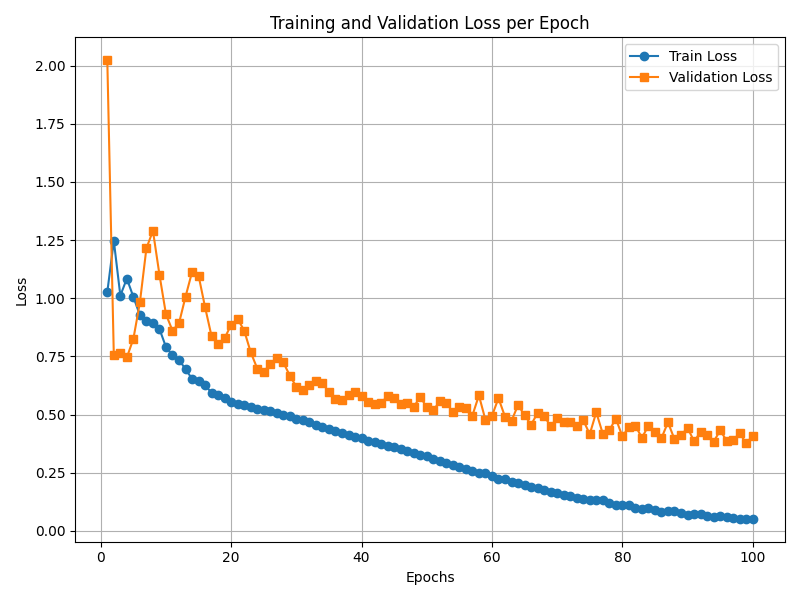 Training and Validation Loss per Epoch
Train Loss
Validation Loss
2.00
1.75
1.50
1.25
1.00
0.75
0.50
0.25
0.00
Loss
0 20 40 60 80 100
Epochs